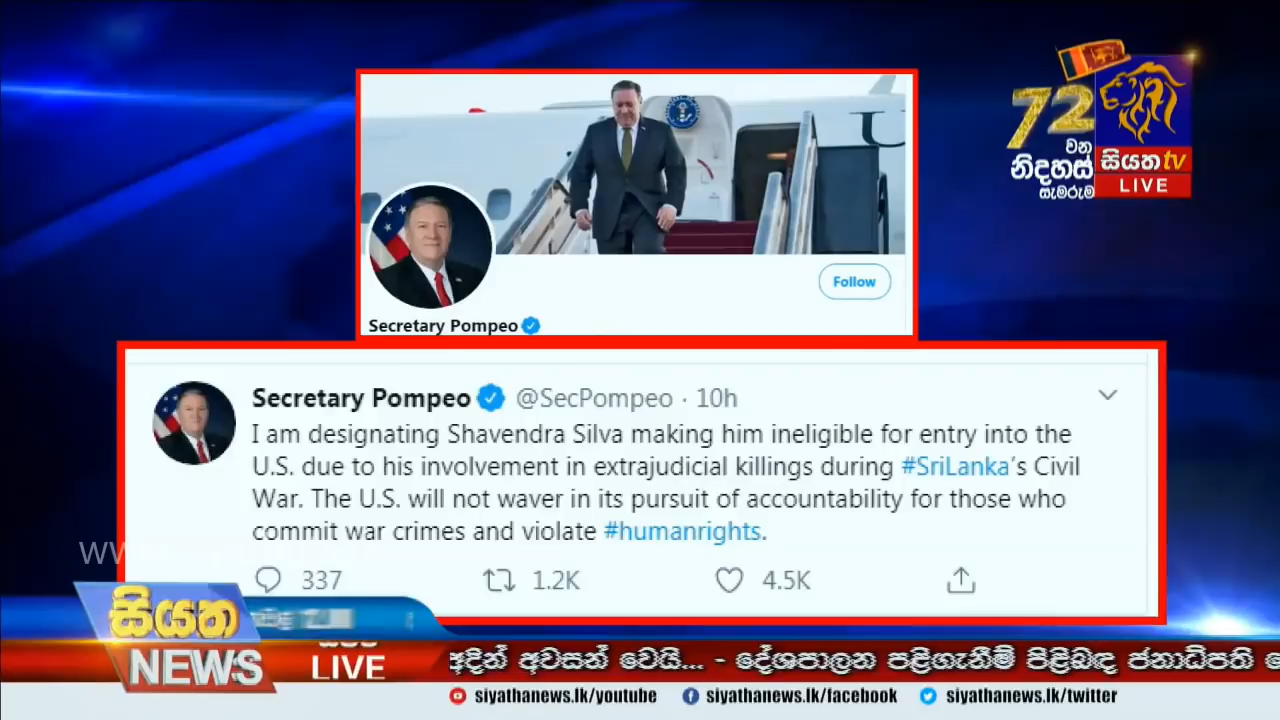 72
වන
නිදහස්
සැමරුම
සියත tv
LIVE
U
Follow
Secretary Pompeo
Secretary Pompeo @SecPompeo · 10h
I am designating Shavendra Silva making him ineligible for entry into the
U.S. due to his involvement in extrajudicial killings during #SriLanka's Civil
War. The U.S. will not waver in its pursuit of accountability for those who
commit war crimes and violate #humanrights.
337 1.2K 4.5K
සියත
NEWS
LIVE
අදින් අවසන් වෙයි... - දේශපාලන පළිගැනීම් පිළිබඳ ජනාධිපති
siyathanews.lk/youtube siyathanews.lk/facebook siyathanews.lk/twitter